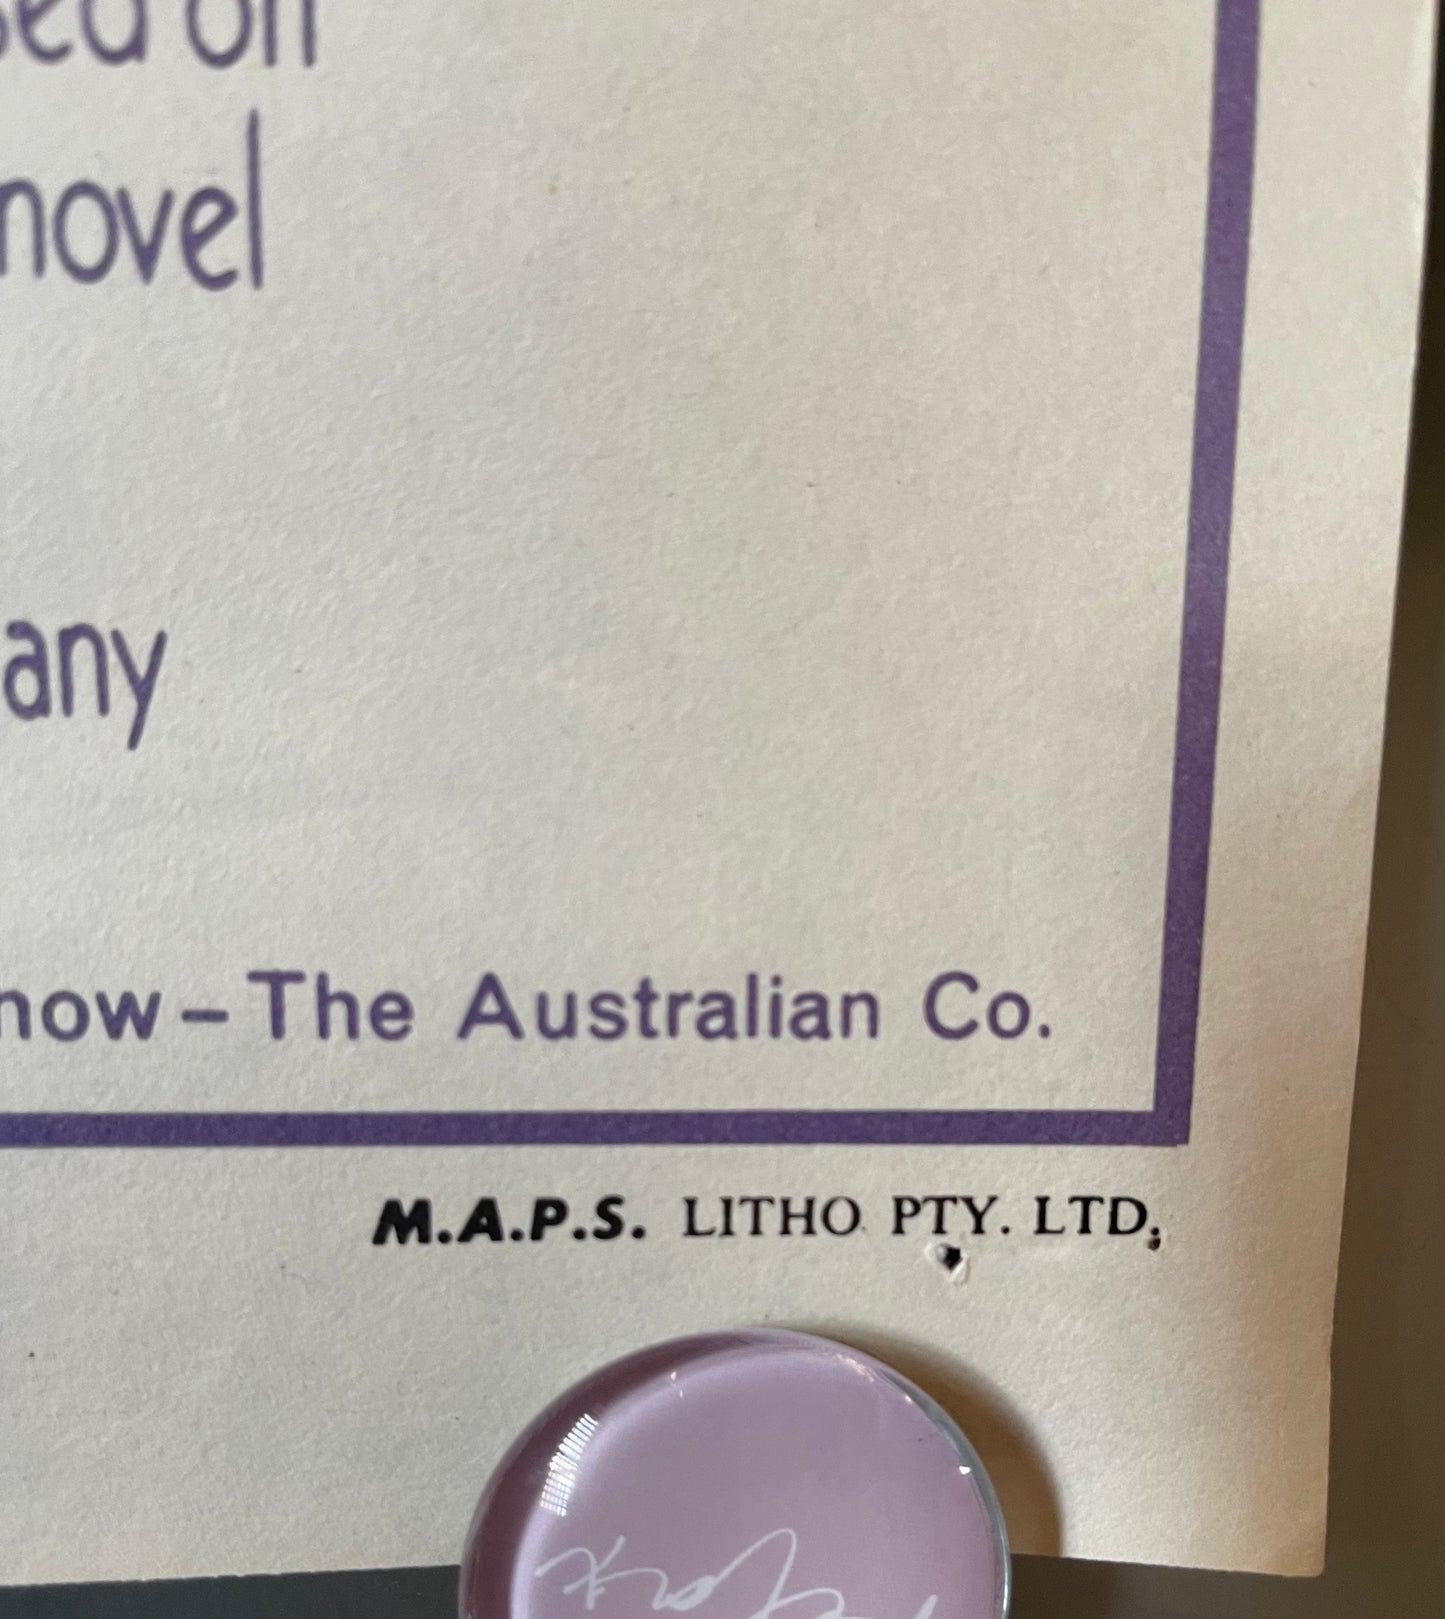 sed on
novel
any
now – The Australian Co.
M.A.P.S. LITHO PTY. LTD.